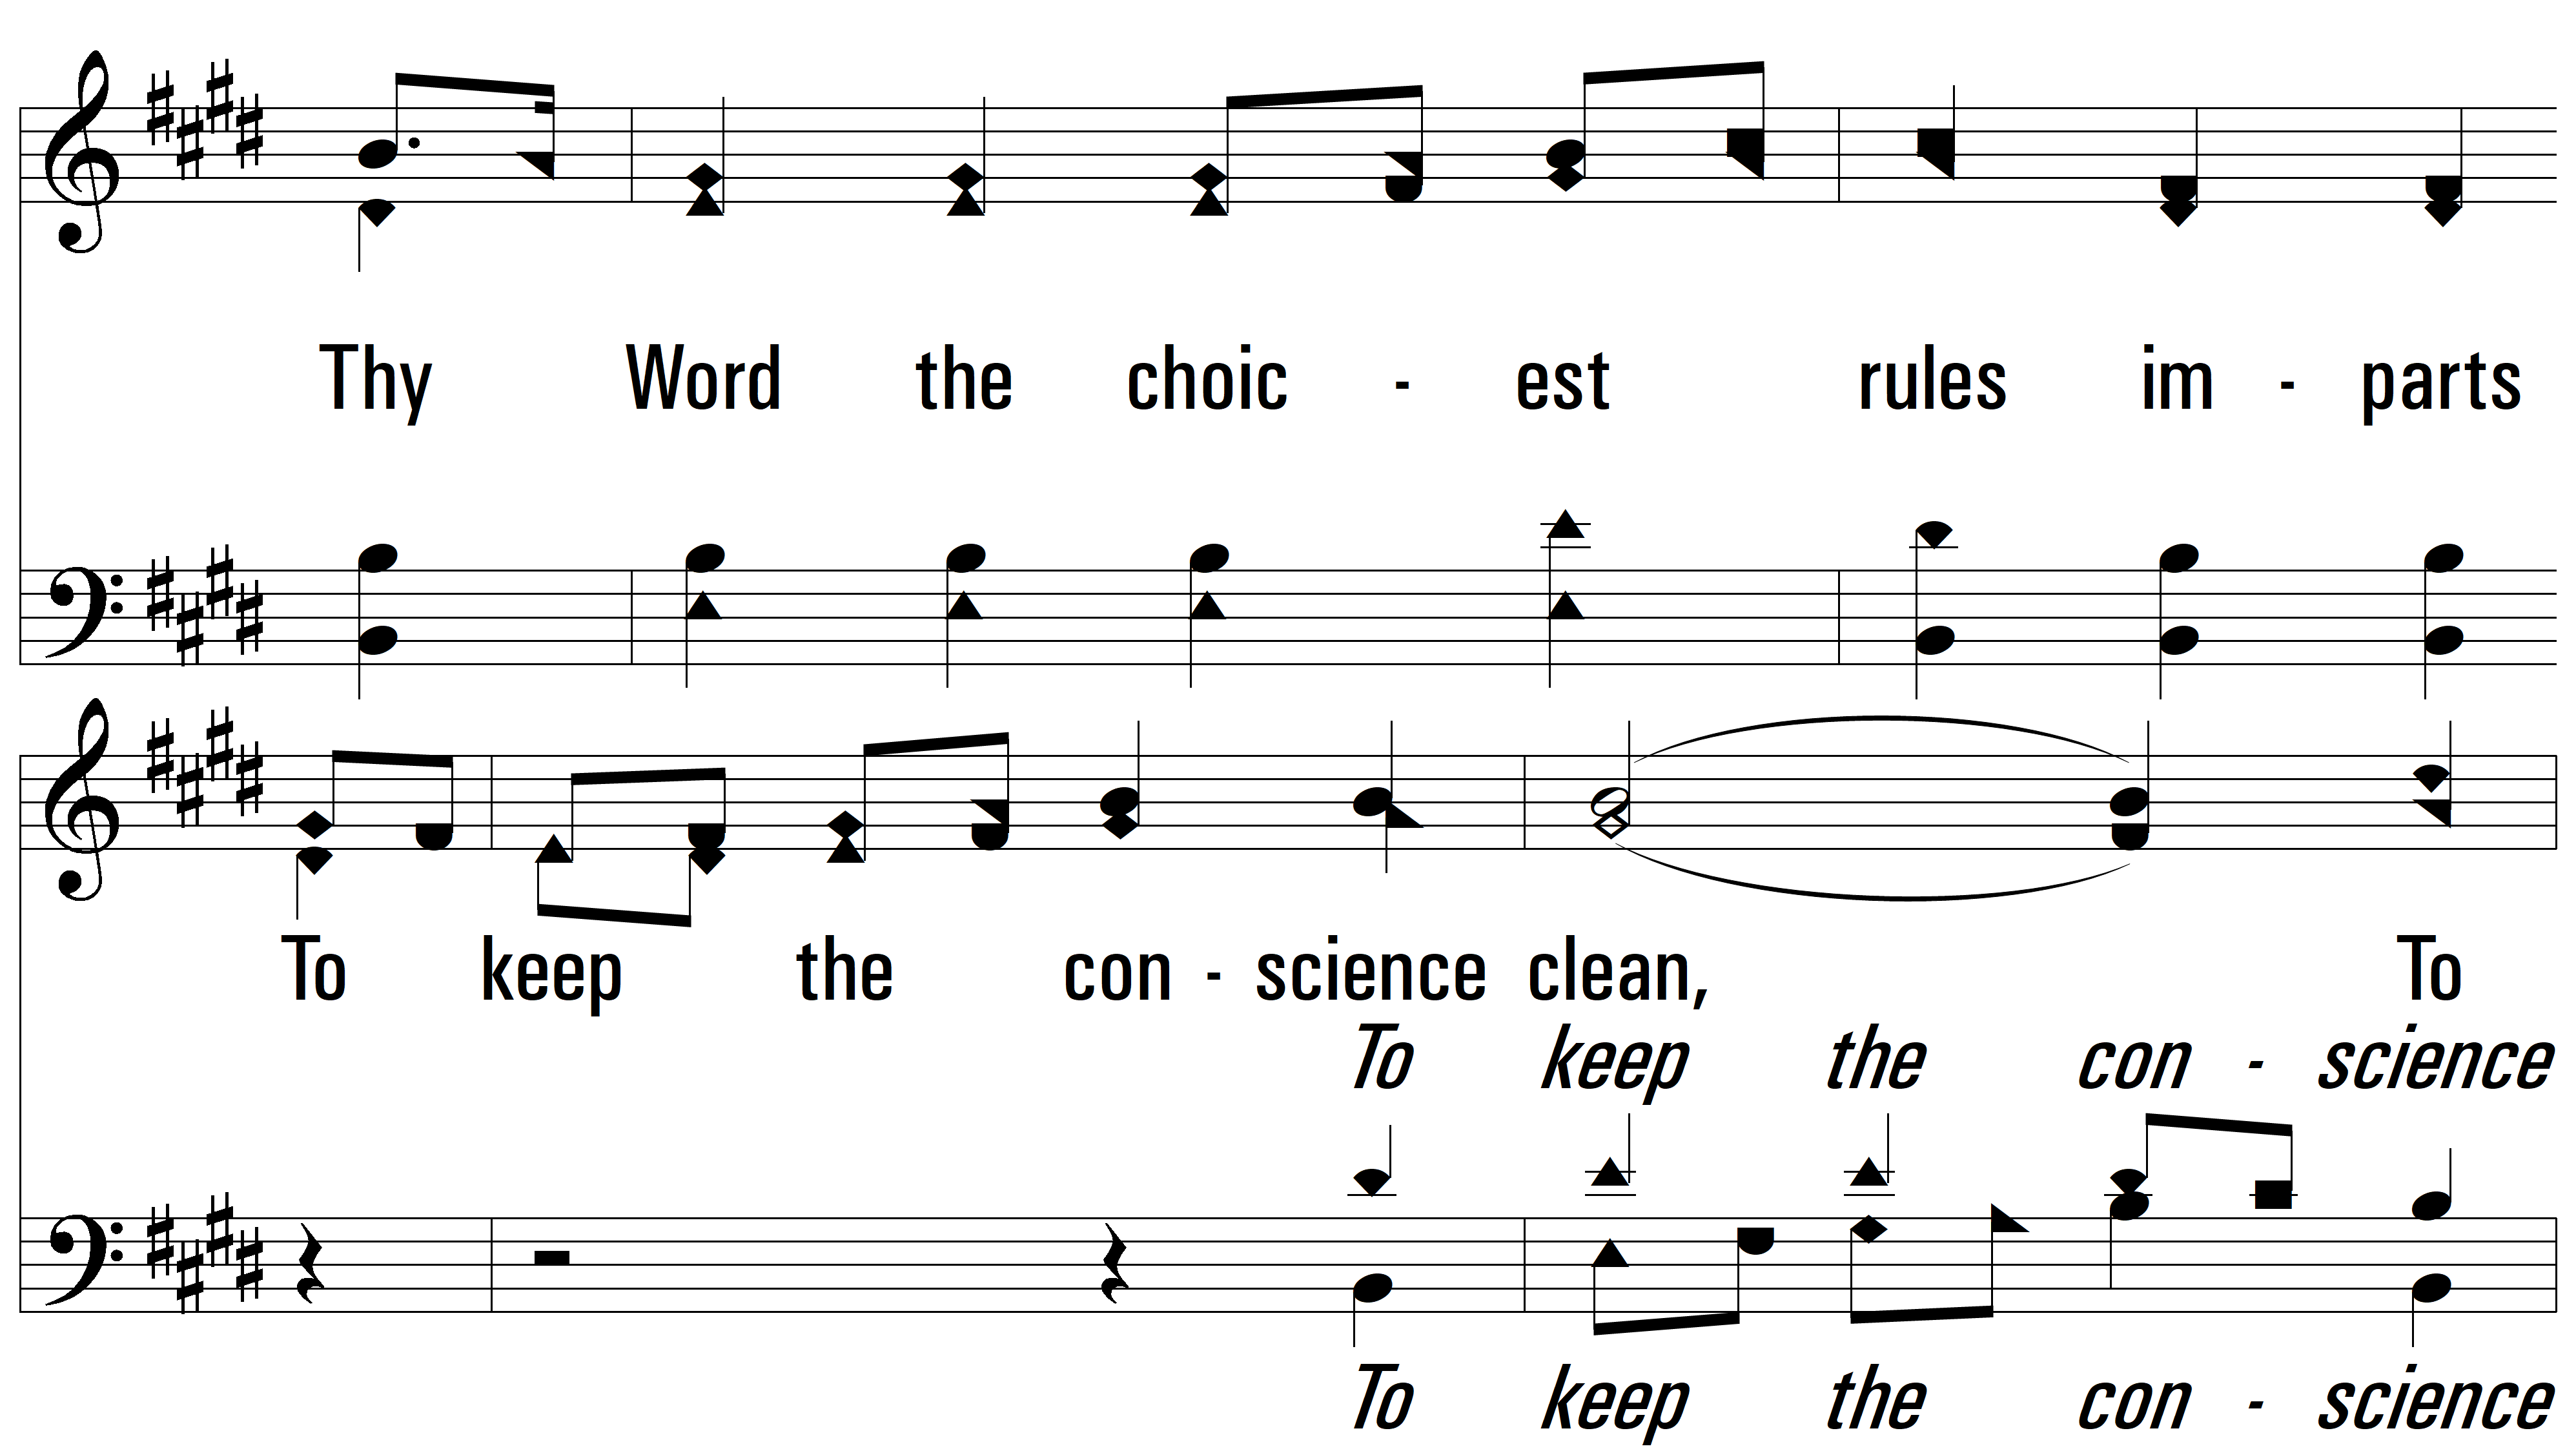 Thy Word the choic - est rules im - parts
To keep the con - science clean, To
To keep the con - science
To keep the con - science